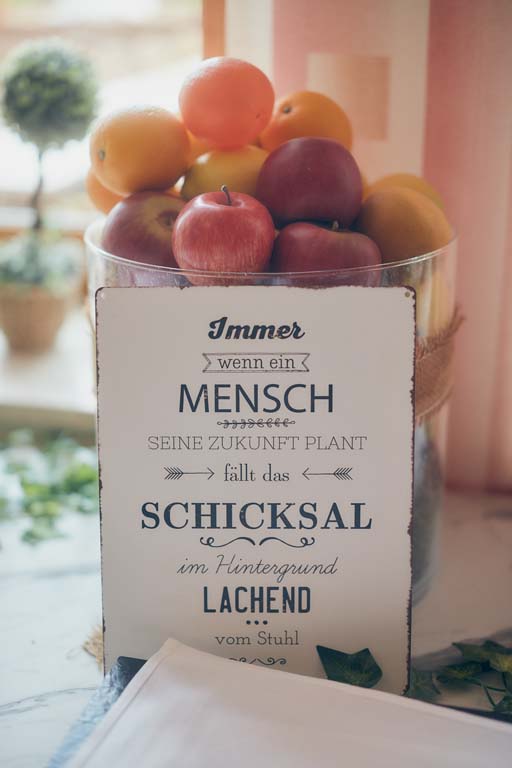 Immer
wenn ein
MENSCH
SEINE ZUKUNFT PLANT
fällt das
SCHICKSAL
im Hintergrund
LACHEND
vom Stuhl